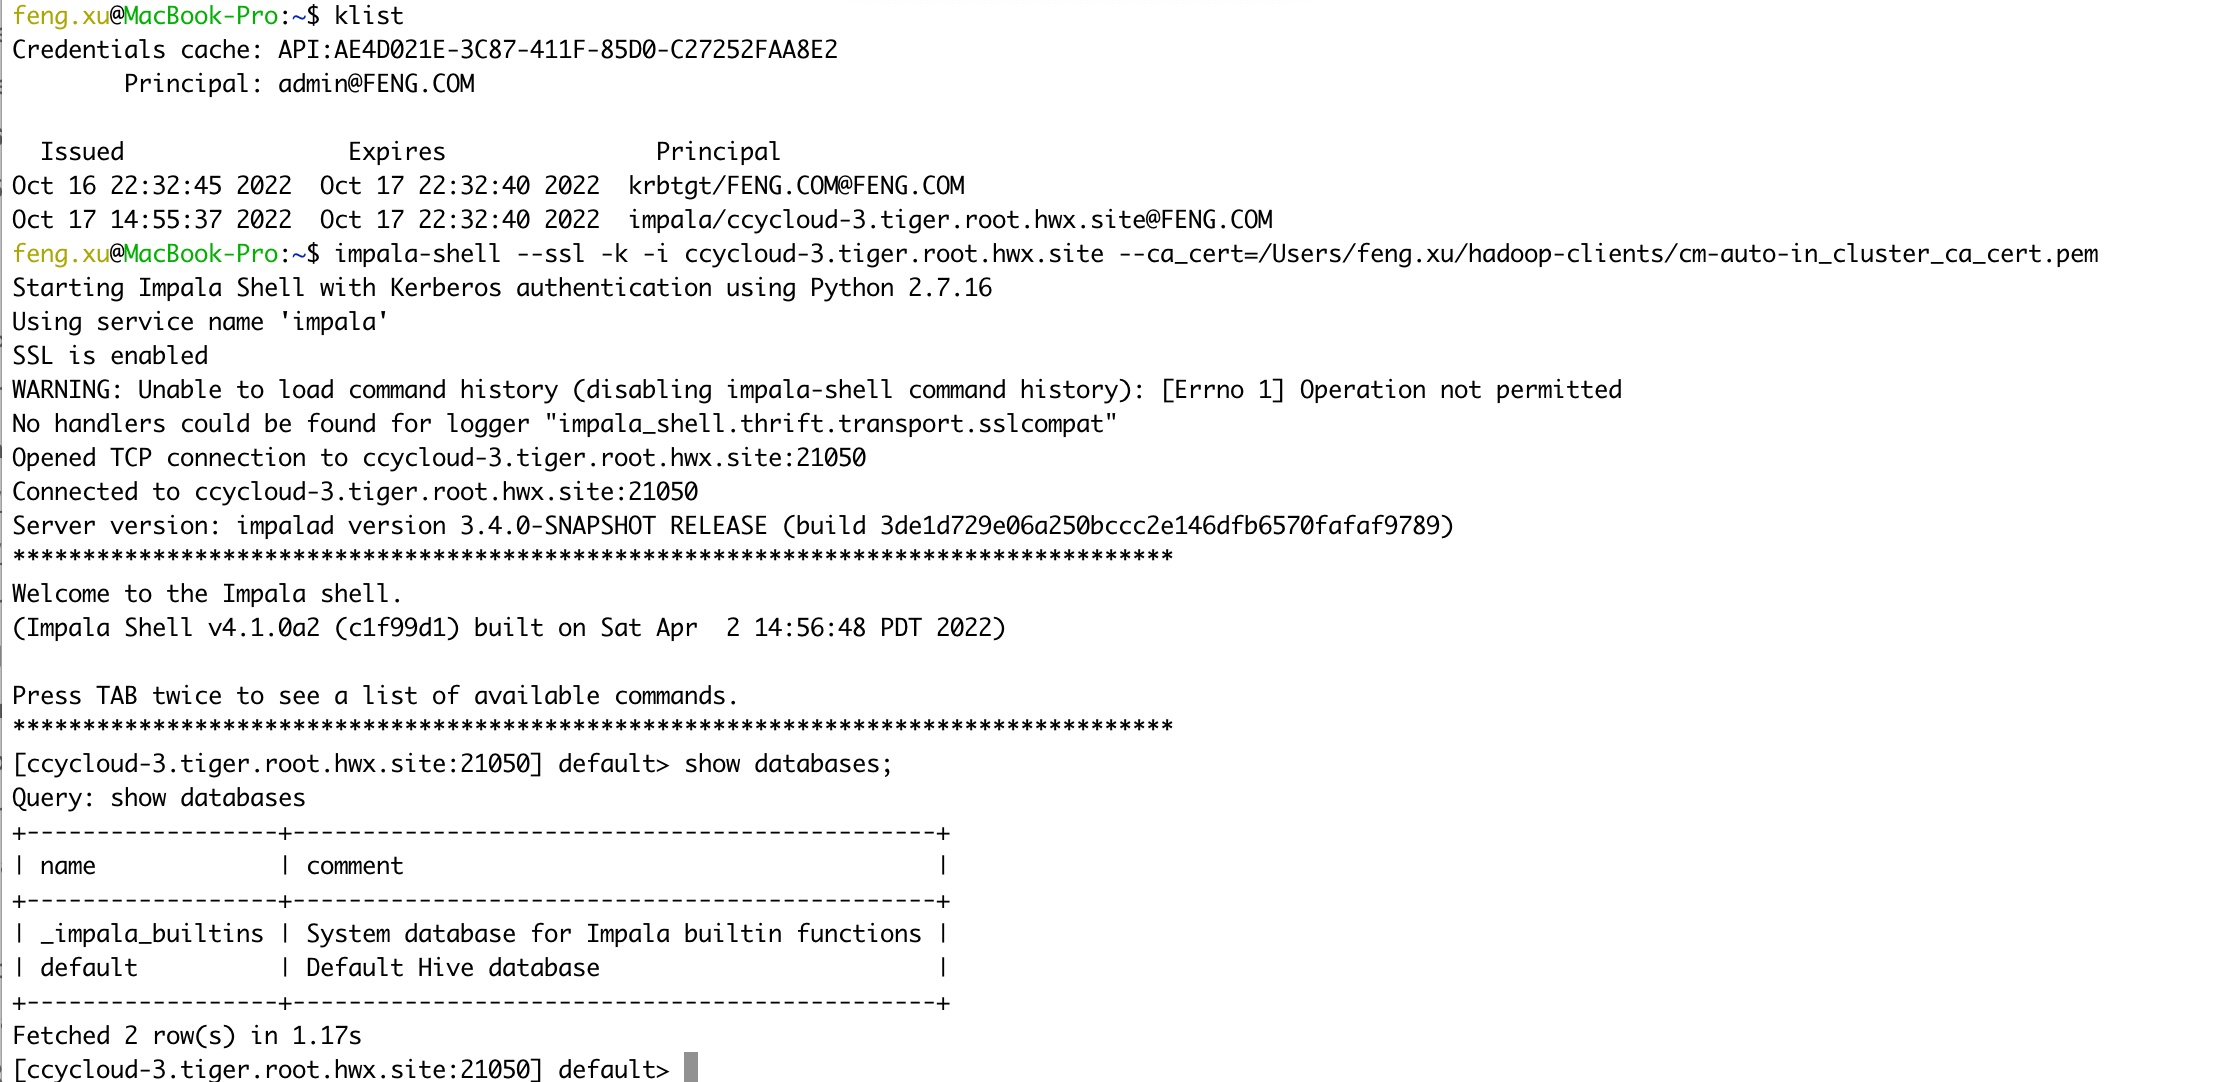 feng.xu@MacBook-Pro:~$ klist
Credentials cache: API:AE4D021E-3C87-411F-85D0-C27252FAA8E2
        Principal: admin@FENG.COM

  Issued                Expires               Principal
Oct 16 22:32:45 2022  Oct 17 22:32:40 2022  krbtgt/FENG.COM@FENG.COM
Oct 17 14:55:37 2022  Oct 17 22:32:40 2022  impala/ccycloud-3.tiger.root.hwx.site@FENG.COM
feng.xu@MacBook-Pro:~$ impala-shell --ssl -k -i ccycloud-3.tiger.root.hwx.site --ca_cert=/Users/feng.xu/hadoop-clients/cm-auto-in_cluster_ca_cert.pem
Starting Impala Shell with Kerberos authentication using Python 2.7.16
Using service name 'impala'
SSL is enabled
WARNING: Unable to load command history (disabling impala-shell command history): [Errno 1] Operation not permitted
No handlers could be found for logger "impala_shell.thrift.transport.sslcompat"
Opened TCP connection to ccycloud-3.tiger.root.hwx.site:21050
Connected to ccycloud-3.tiger.root.hwx.site:21050
Server version: impalad version 3.4.0-SNAPSHOT RELEASE (build 3de1d729e06a250bccc2e146dfb6570fafaf9789)
***********************************************************************************
Welcome to the Impala shell.
(Impala Shell v4.1.0a2 (c1f99d1) built on Sat Apr  2 14:56:48 PDT 2022)

Press TAB twice to see a list of available commands.
***********************************************************************************
[ccycloud-3.tiger.root.hwx.site:21050] default> show databases;
Query: show databases
+------------------+----------------------------------------------+
| name             | comment                                      |
+------------------+----------------------------------------------+
| _impala_builtins | System database for Impala builtin functions |
| default          | Default Hive database                        |
+------------------+----------------------------------------------+
Fetched 2 row(s) in 1.17s
[ccycloud-3.tiger.root.hwx.site:21050] default>